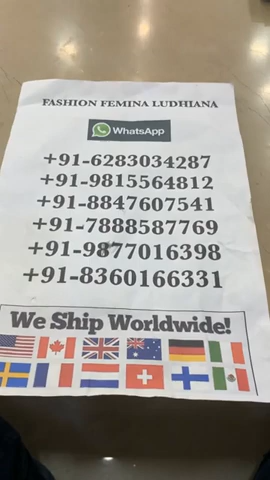 FASHION FEMINA LUDHIANA
WhatsApp
+91-6283034287
+91-9815564812
+91-8847607541
+91-7888587769
+91-9877016398
+91-8360166331
We Ship Worldwide!